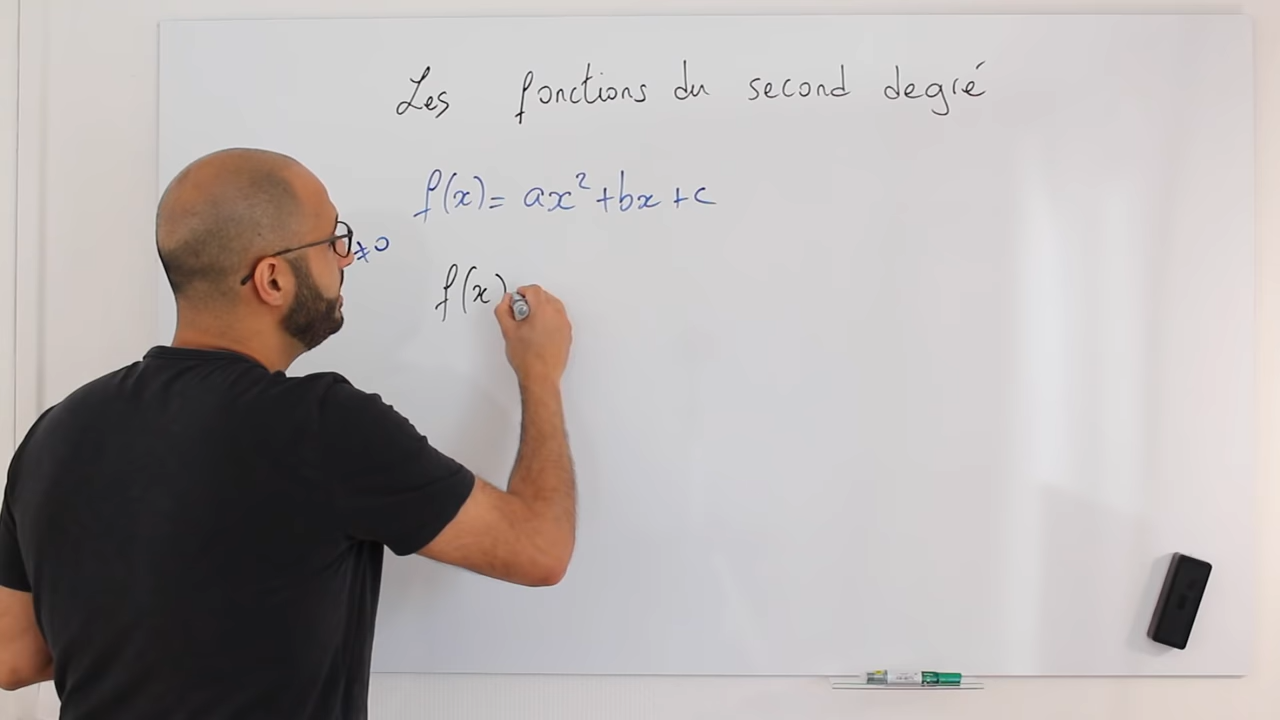 Les fonctions du second degré
f(x) = ax² + bx + c
≠ 0
f(x)